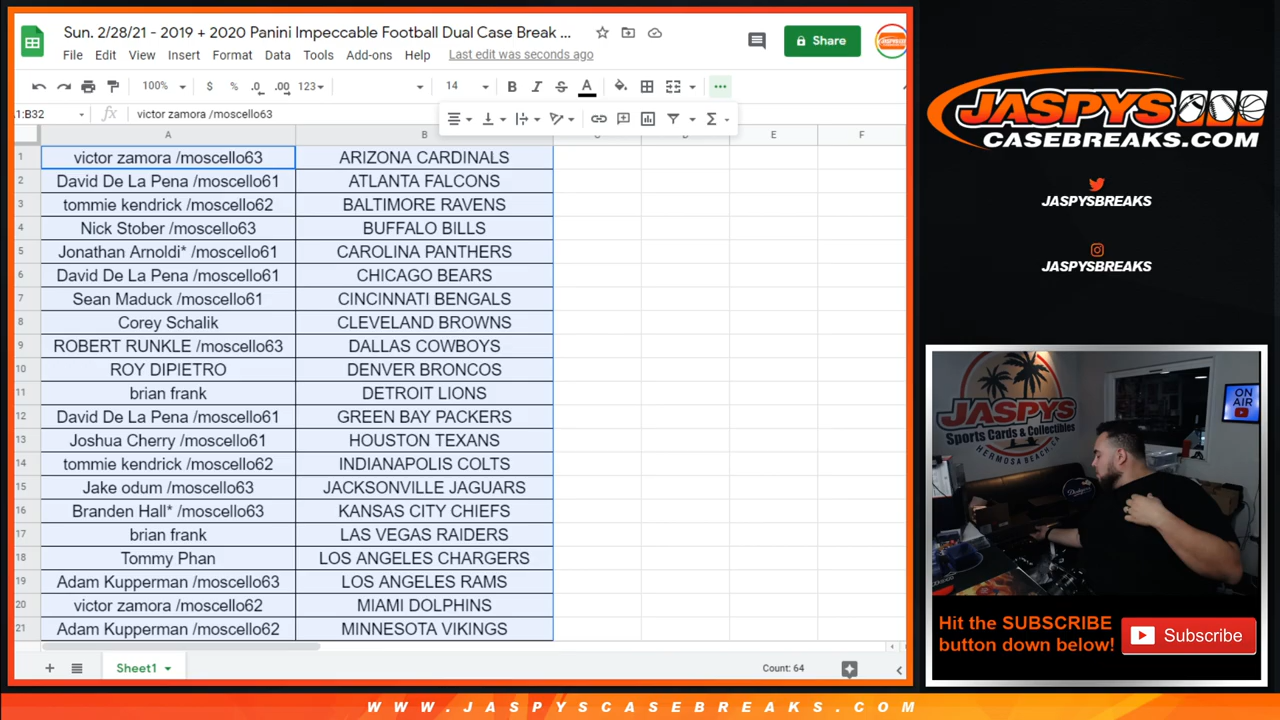 Sun. 2/28/21 - 2019 + 2020 Panini Impeccable Football Dual Case Break ...
File Edit View Insert Format Data Tools Add-ons Help Last edit was seconds ago
Share
100% $ % .0 .00 123 14 B I S A
A1:B32 fx victor zamora /moscello63
A B C D E F
1 victor zamora /moscello63 ARIZONA CARDINALS
2 David De La Pena /moscello61 ATLANTA FALCONS
3 tommie kendrick /moscello62 BALTIMORE RAVENS
4 Nick Stober /moscello63 BUFFALO BILLS
5 Jonathan Arnoldi* /moscello61 CAROLINA PANTHERS
6 David De La Pena /moscello61 CHICAGO BEARS
7 Sean Maduck /moscello61 CINCINNATI BENGALS
8 Corey Schalik CLEVELAND BROWNS
9 ROBERT RUNKLE /moscello63 DALLAS COWBOYS
10 ROY DIPIETRO DENVER BRONCOS
11 brian frank DETROIT LIONS
12 David De La Pena /moscello61 GREEN BAY PACKERS
13 Joshua Cherry /moscello61 HOUSTON TEXANS
14 tommie kendrick /moscello62 INDIANAPOLIS COLTS
15 Jake odum /moscello63 JACKSONVILLE JAGUARS
16 Branden Hall* /moscello63 KANSAS CITY CHIEFS
17 brian frank LAS VEGAS RAIDERS
18 Tommy Phan LOS ANGELES CHARGERS
19 Adam Kupperman /moscello63 LOS ANGELES RAMS
20 victor zamora /moscello62 MIAMI DOLPHINS
21 Adam Kupperman /moscello62 MINNESOTA VIKINGS
Sheet1 Count: 64
JASPYS
CASEBREAKS.COM
JASPYSBREAKS
JASPYSBREAKS
JASPYS
Sports Cards & Collectibles
HERMOSA BEACH, CA
ON AIR
Dodgers
Hit the SUBSCRIBE
button down below!
Subscribe
WWW.JASPYSCASEBREAKS.COM